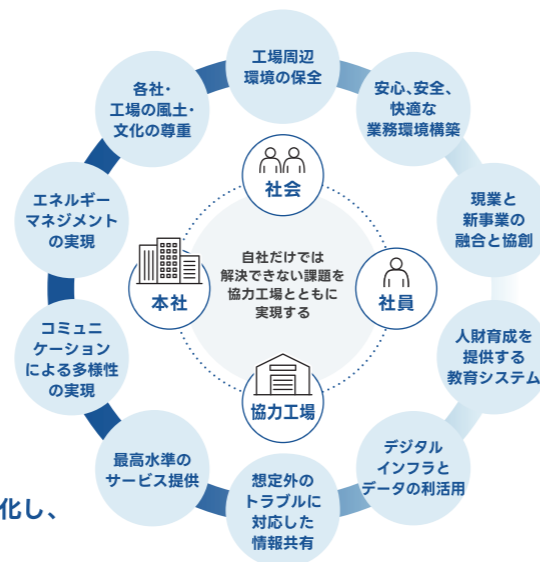 工場周辺
環境の保全
安心、安全、
快適な
業務環境構築
現業と
新事業の
融合と協創
人財育成を
提供する
教育システム
デジタル
インフラと
データの利活用
想定外の
トラブルに
対応した
情報共有
最高水準の
サービス提供
コミュニ
ケーション
による多様性
の実現
エネルギー
マネジメント
の実現
各社・
工場の風土・
文化の尊重
社会
社員
協力工場
本社
自社だけでは
解決できない課題を
協力工場とともに
実現する
化し、